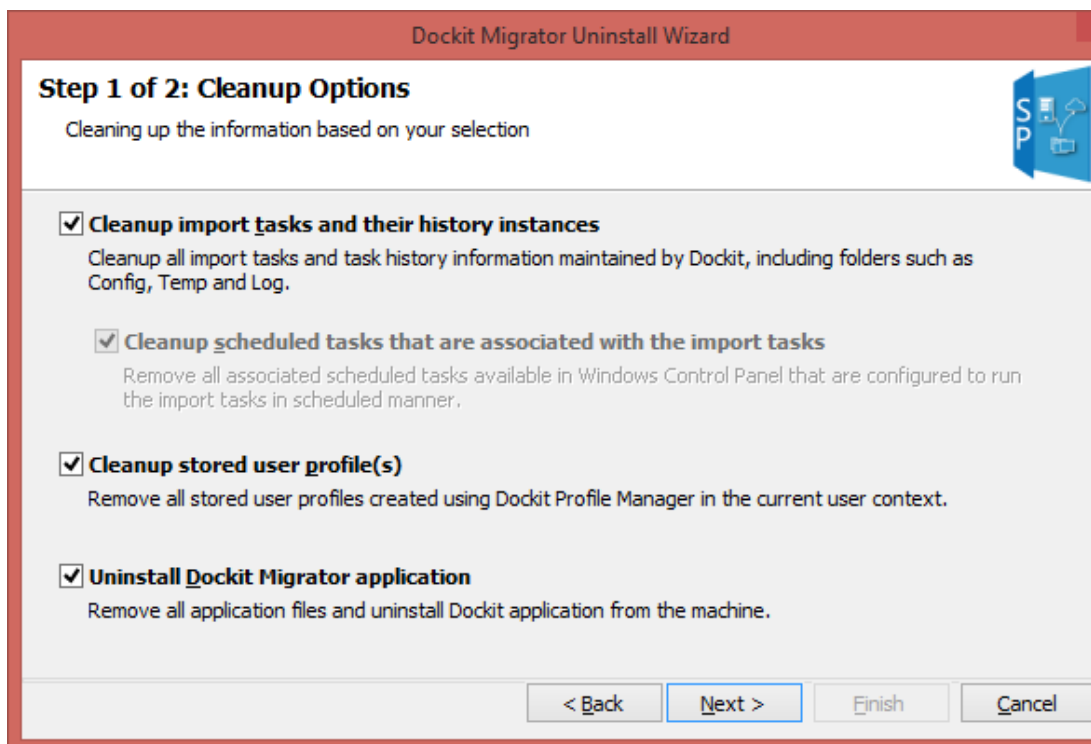 Dockit Migrator Uninstall Wizard
Step 1 of 2: Cleanup Options
Cleaning up the information based on your selection
S
P
Cleanup import tasks and their history instances
Cleanup all import tasks and task history information maintained by Dockit, including folders such as
Config, Temp and Log.
Cleanup scheduled tasks that are associated with the import tasks
Remove all associated scheduled tasks available in Windows Control Panel that are configured to run
the import tasks in scheduled manner.
Cleanup stored user profile(s)
Remove all stored user profiles created using Dockit Profile Manager in the current user context.
Uninstall Dockit Migrator application
Remove all application files and uninstall Dockit application from the machine.
< Back Next > Finish Cancel